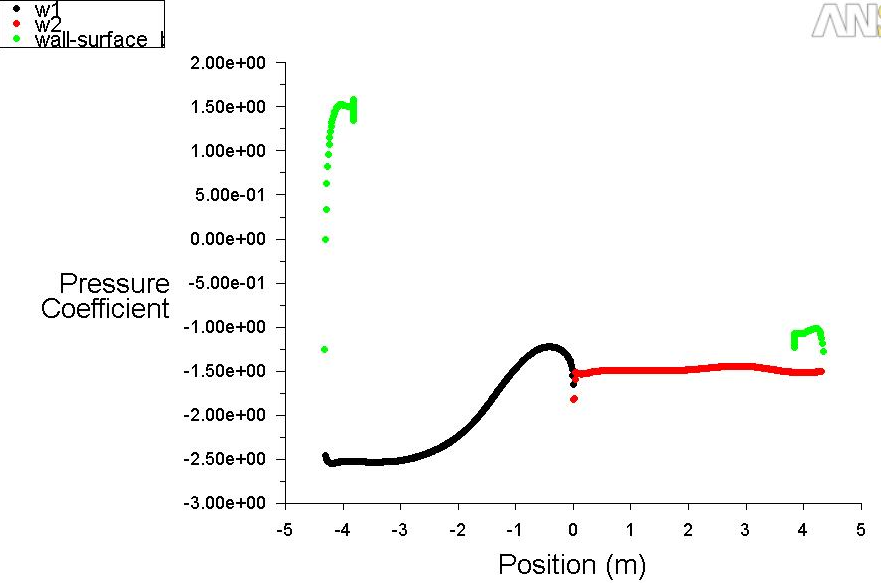 w1
w2
wall-surface
ANS
2.00e+00
1.50e+00
1.00e+00
5.00e-01
0.00e+00
-5.00e-01
-1.00e+00
-1.50e+00
-2.00e+00
-2.50e+00
-3.00e+00
Pressure
Coefficient
-5 -4 -3 -2 -1 0 1 2 3 4 5
Position (m)